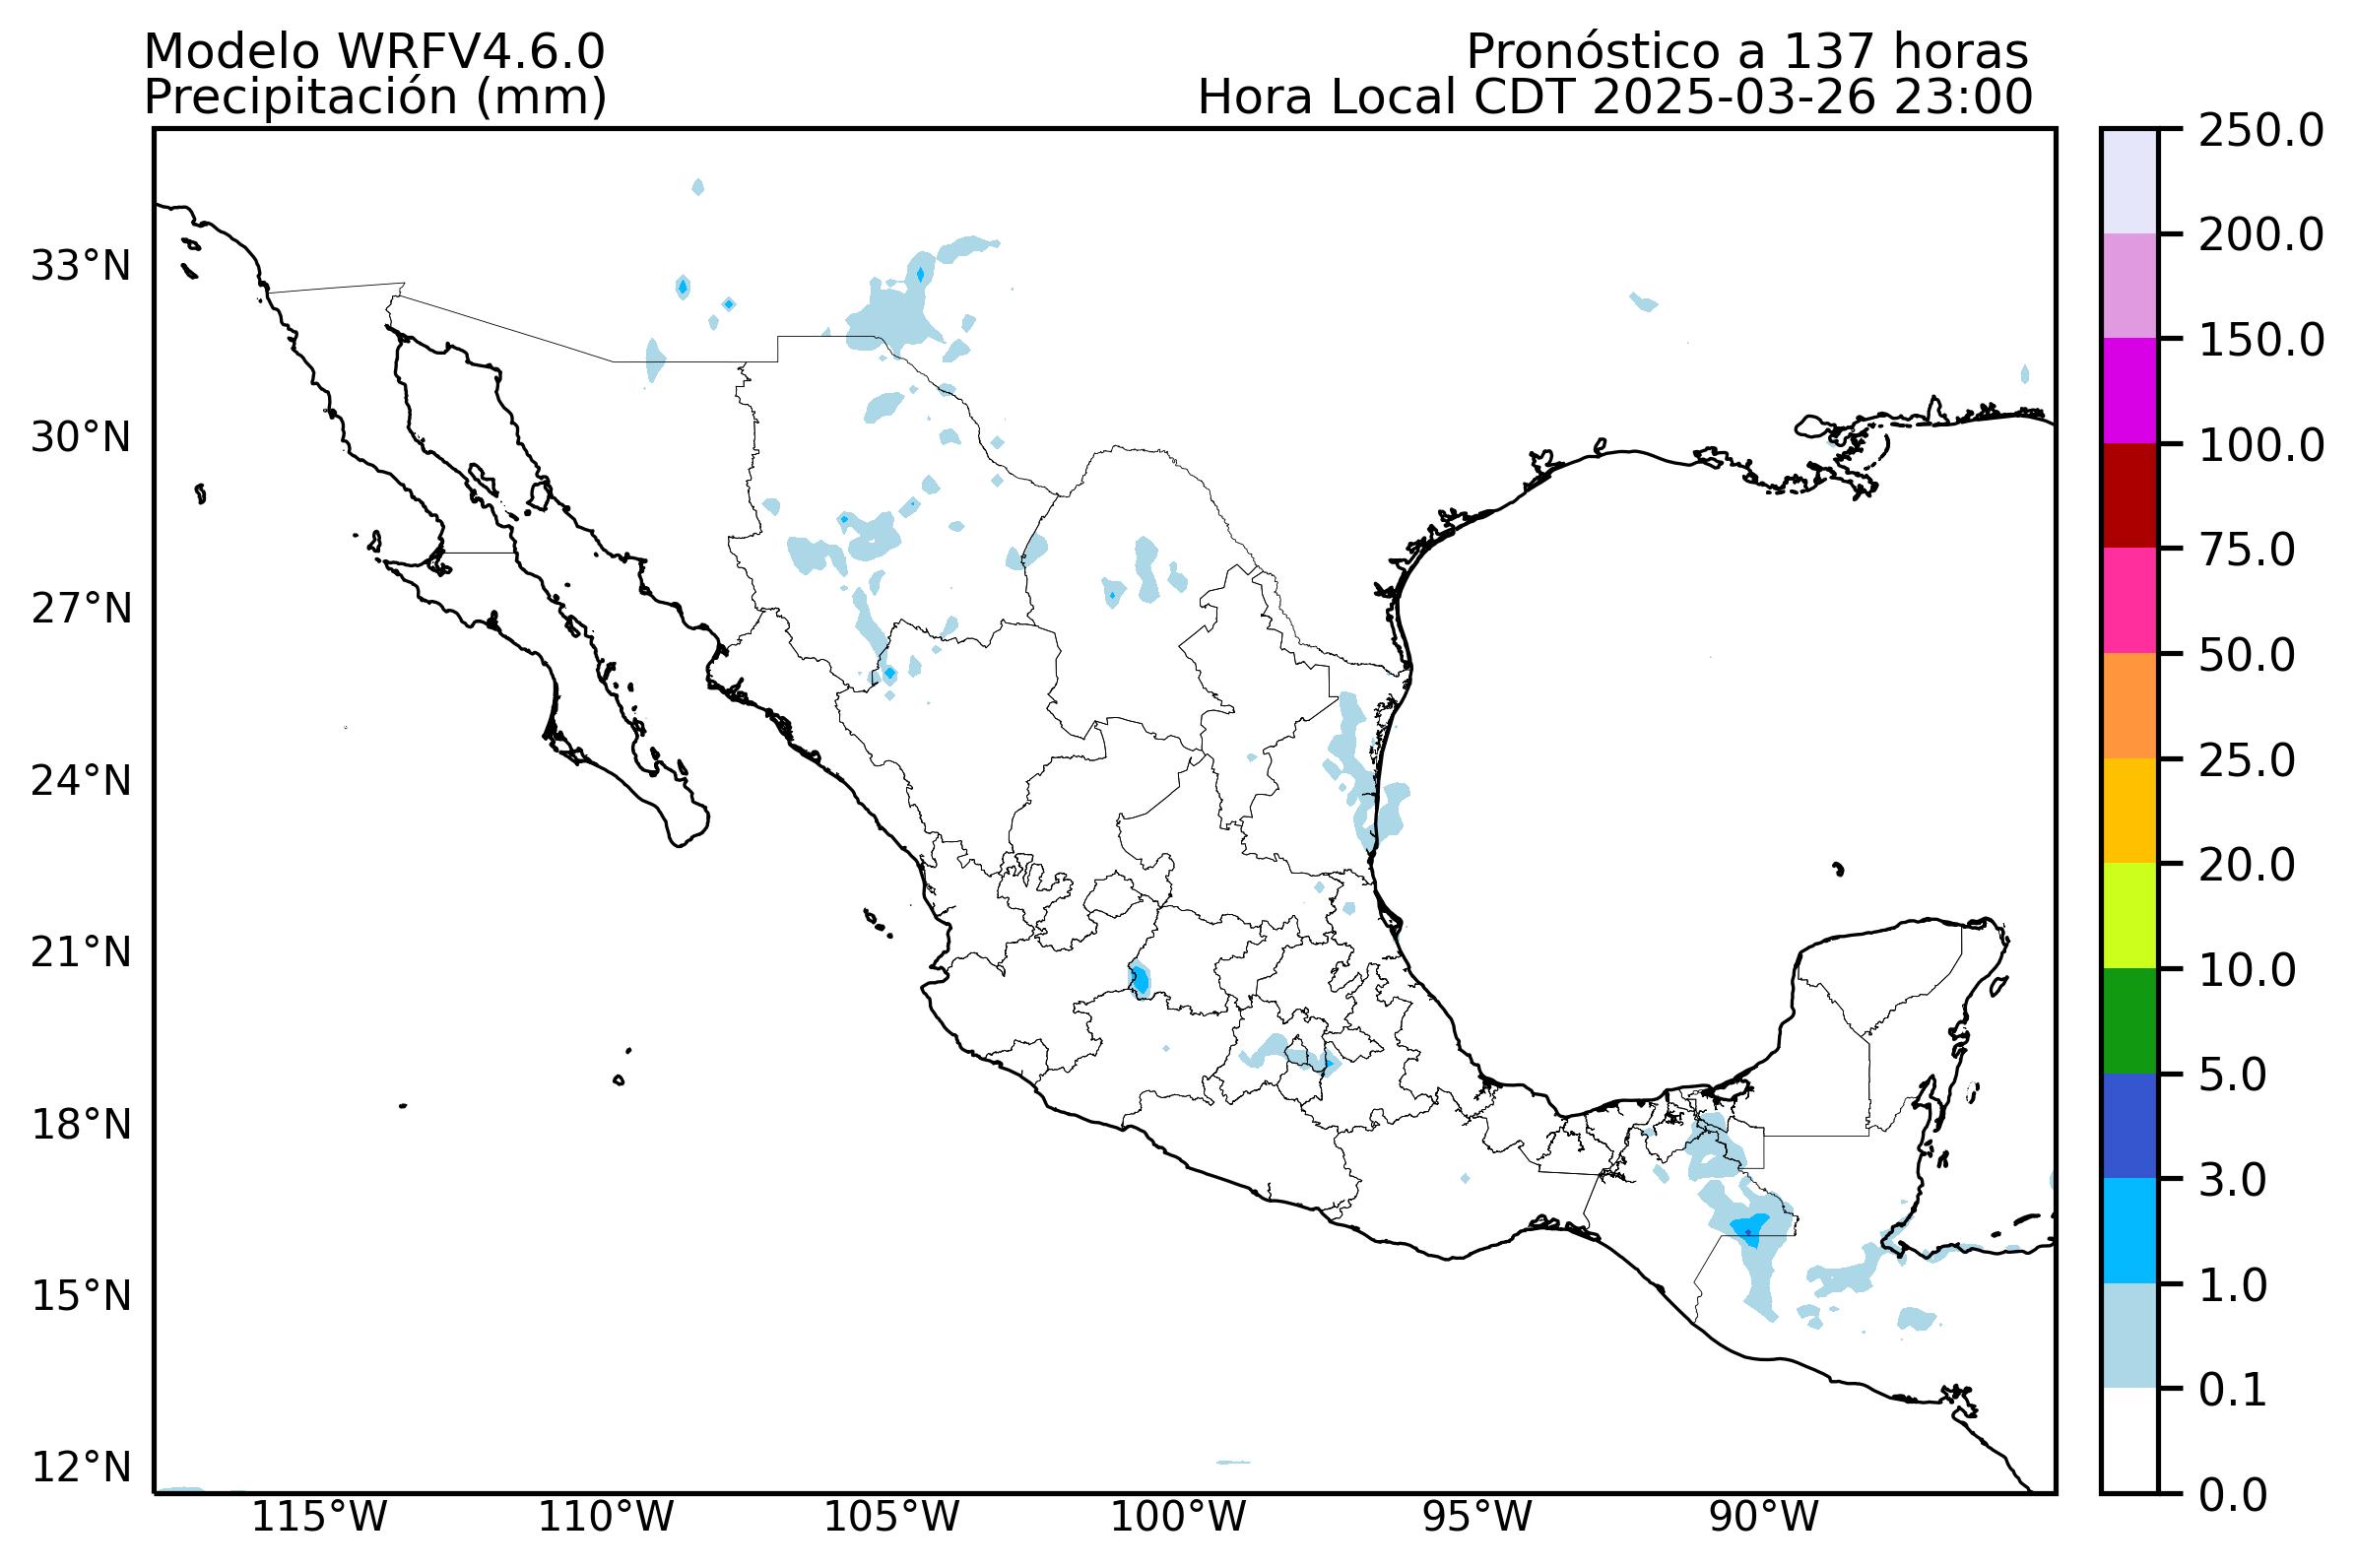 Modelo WRFV4.6.0
Precipitación (mm)
Pronóstico a 137 horas
Hora Local CDT 2025-03-26 23:00
33°N
30°N
27°N
24°N
21°N
18°N
15°N
12°N
115°W
110°W
105°W
100°W
95°W
90°W
250.0
200.0
150.0
100.0
75.0
50.0
25.0
20.0
10.0
5.0
3.0
1.0
0.1
0.0